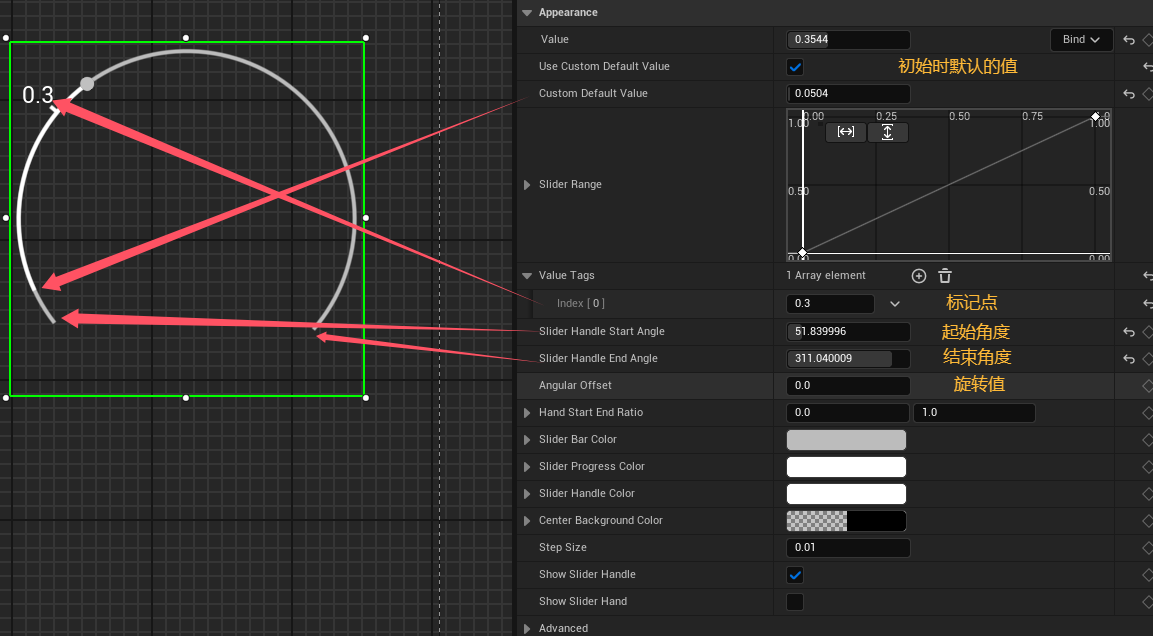 Appearance
Value 0.3544 Bind
Use Custom Default Value 初始时默认的值
Custom Default Value 0.0504
0.3
0.00 0.25 0.50 0.75
1.00 1.00
Slider Range
0.50 0.50
0.00
Value Tags 1 Array element
Index [ 0 ] 0.3 标记点
Slider Handle Start Angle 51.839996 起始角度
Slider Handle End Angle 311.040009 结束角度
Angular Offset 0.0 旋转值
Hand Start End Ratio 0.0 1.0
Slider Bar Color
Slider Progress Color
Slider Handle Color
Center Background Color
Step Size 0.01
Show Slider Handle
Show Slider Hand
Advanced